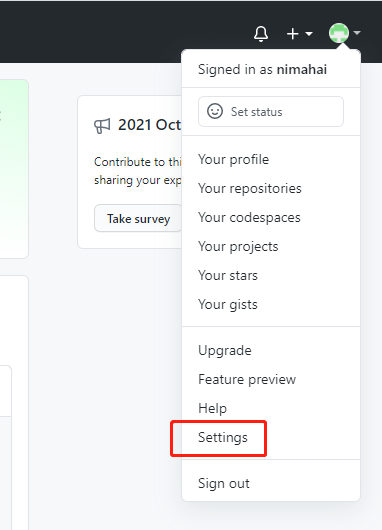 Signed in as nimahai
Set status
2021 Oct
Contribute to thi
sharing your exp
Take survey
Your profile
Your repositories
Your codespaces
Your projects
Your stars
Your gists
Upgrade
Feature preview
Help
Settings
Sign out